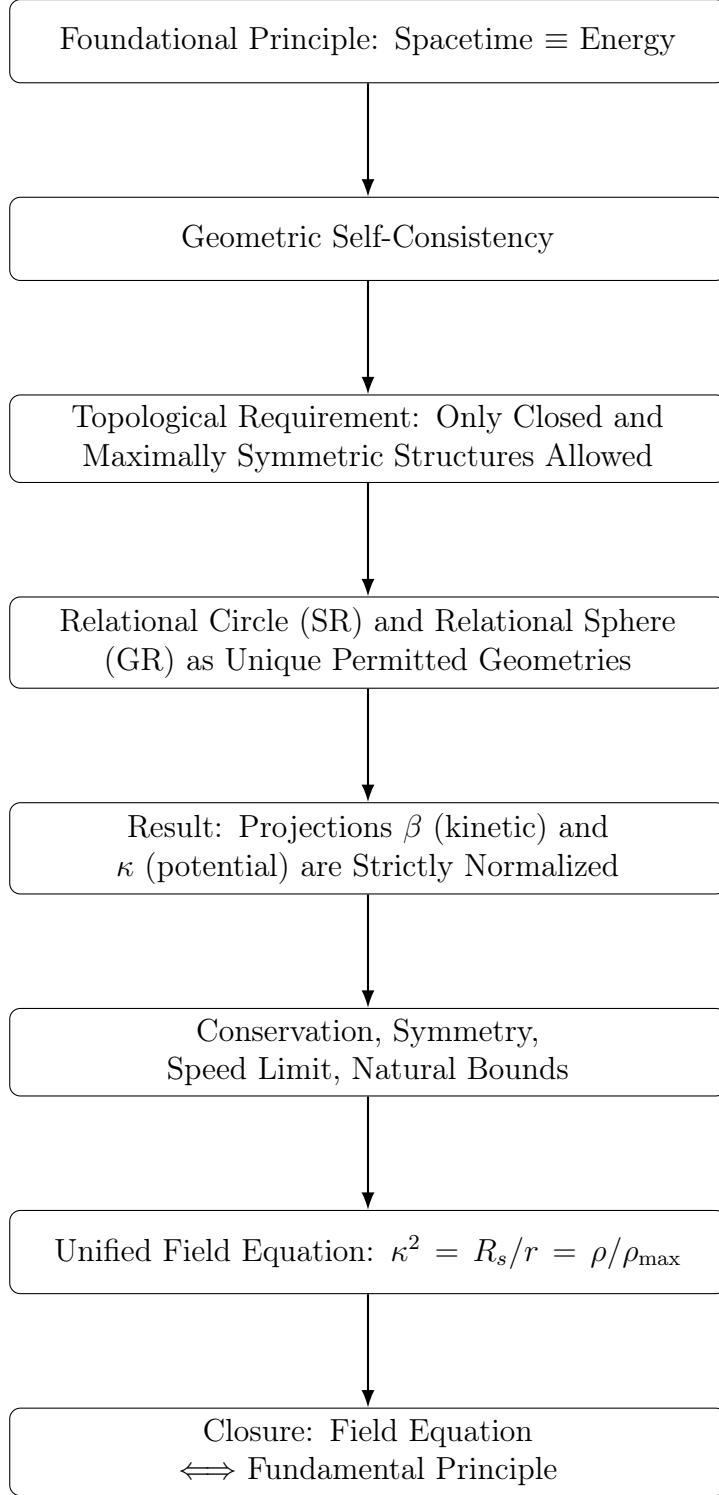 Foundational Principle: Spacetime ≡ Energy
Geometric Self-Consistency
Topological Requirement: Only Closed and
Maximally Symmetric Structures Allowed
Relational Circle (SR) and Relational Sphere
(GR) as Unique Permitted Geometries
Result: Projections β (kinetic) and
κ (potential) are Strictly Normalized
Conservation, Symmetry,
Speed Limit, Natural Bounds
Unified Field Equation: κ² = Rₛ/r = ρ/ρmax
Closure: Field Equation
⟺ Fundamental Principle